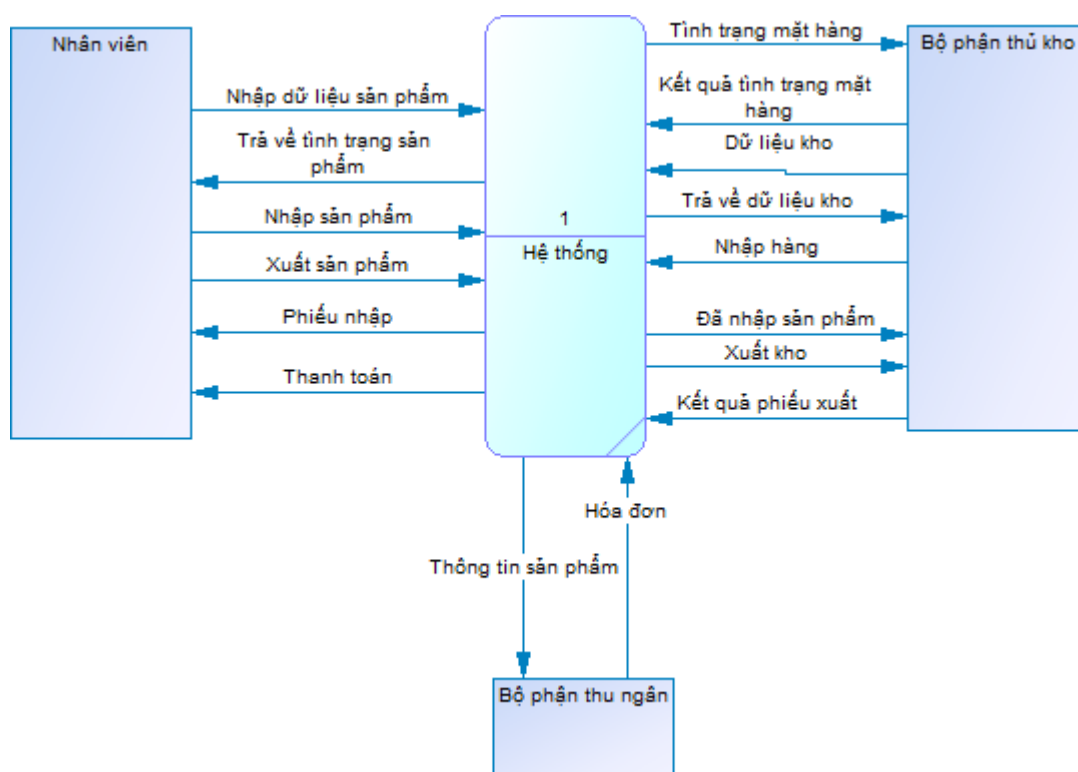 Nhân viên
Nhập dữ liệu sản phẩm
Trả về tình trạng sản
phẩm
Nhập sản phẩm
Xuất sản phẩm
Phiếu nhập
Thanh toán
1
Hệ thống
Tình trạng mặt hàng
Kết quả tình trạng mặt
hàng
Dữ liệu kho
Trả về dữ liệu kho
Nhập hàng
Đã nhập sản phẩm
Xuất kho
Kết quả phiếu xuất
Bộ phận thủ kho
Hóa đơn
Thông tin sản phẩm
Bộ phận thu ngân